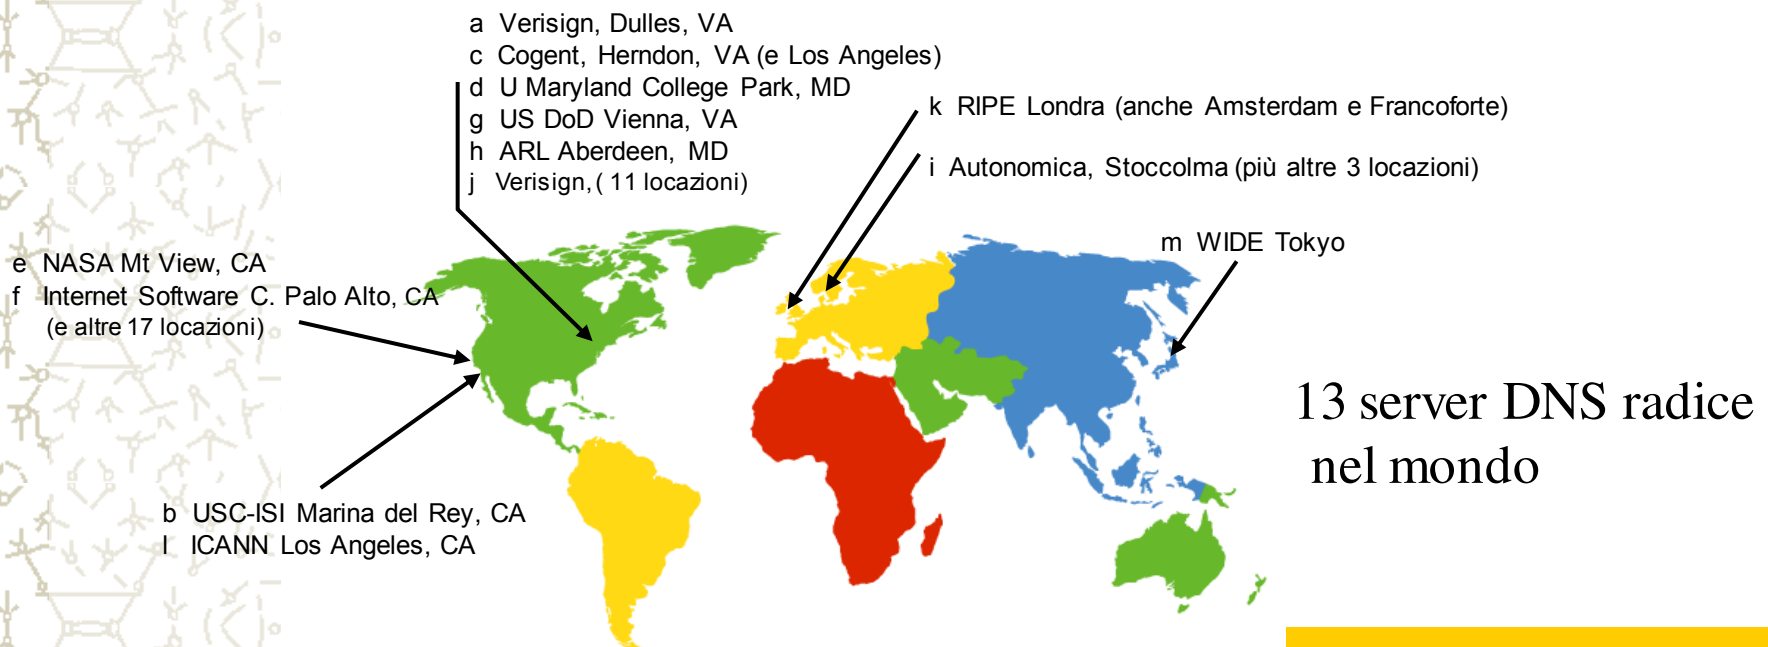 a Verisign, Dulles, VA
c Cogent, Herndon, VA (e Los Angeles)
d U Maryland College Park, MD
g US DoD Vienna, VA
h ARL Aberdeen, MD
j Verisign, ( 11 locazioni)
k RIPE Londra (anche Amsterdam e Francoforte)
i Autonomica, Stoccolma (più altre 3 locazioni)
m WIDE Tokyo
e NASA Mt View, CA
f Internet Software C. Palo Alto, CA
(e altre 17 locazioni)
b USC-ISI Marina del Rey, CA
l ICANN Los Angeles, CA
13 server DNS radice
nel mondo